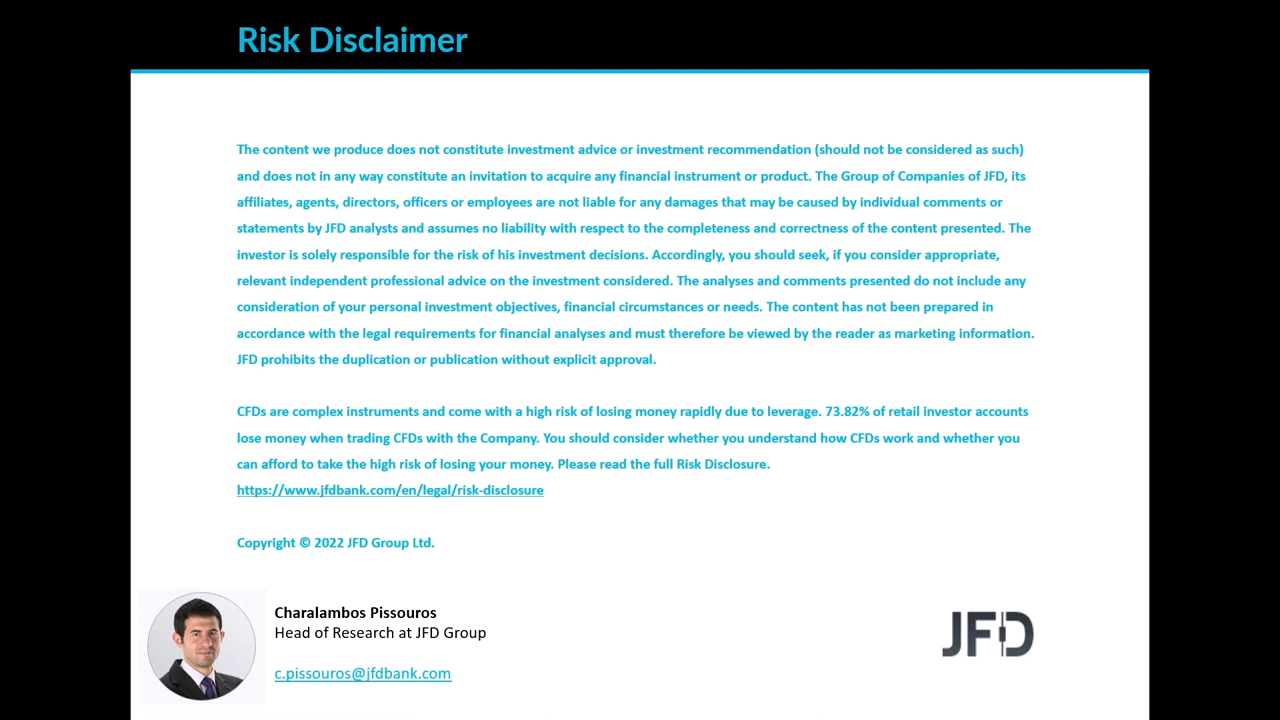 Risk Disclaimer
The content we produce does not constitute investment advice or investment recommendation (should not be considered as such)
and does not in any way constitute an invitation to acquire any financial instrument or product. The Group of Companies of JFD, its
affiliates, agents, directors, officers or employees are not liable for any damages that may be caused by individual comments or
statements by JFD analysts and assumes no liability with respect to the completeness and correctness of the content presented. The
investor is solely responsible for the risk of his investment decisions. Accordingly, you should seek, if you consider appropriate,
relevant independent professional advice on the investment considered. The analyses and comments presented do not include any
consideration of your personal investment objectives, financial circumstances or needs. The content has not been prepared in
accordance with the legal requirements for financial analyses and must therefore be viewed by the reader as marketing information.
JFD prohibits the duplication or publication without explicit approval.
CFDs are complex instruments and come with a high risk of losing money rapidly due to leverage. 73.82% of retail investor accounts
lose money when trading CFDs with the Company. You should consider whether you understand how CFDs work and whether you
can afford to take the high risk of losing your money. Please read the full Risk Disclosure.
https://www.jfdbank.com/en/legal/risk-disclosure
Copyright © 2022 JFD Group Ltd.
Charalambos Pissouros
Head of Research at JFD Group
c.pissouros@jfdbank.com
JFD